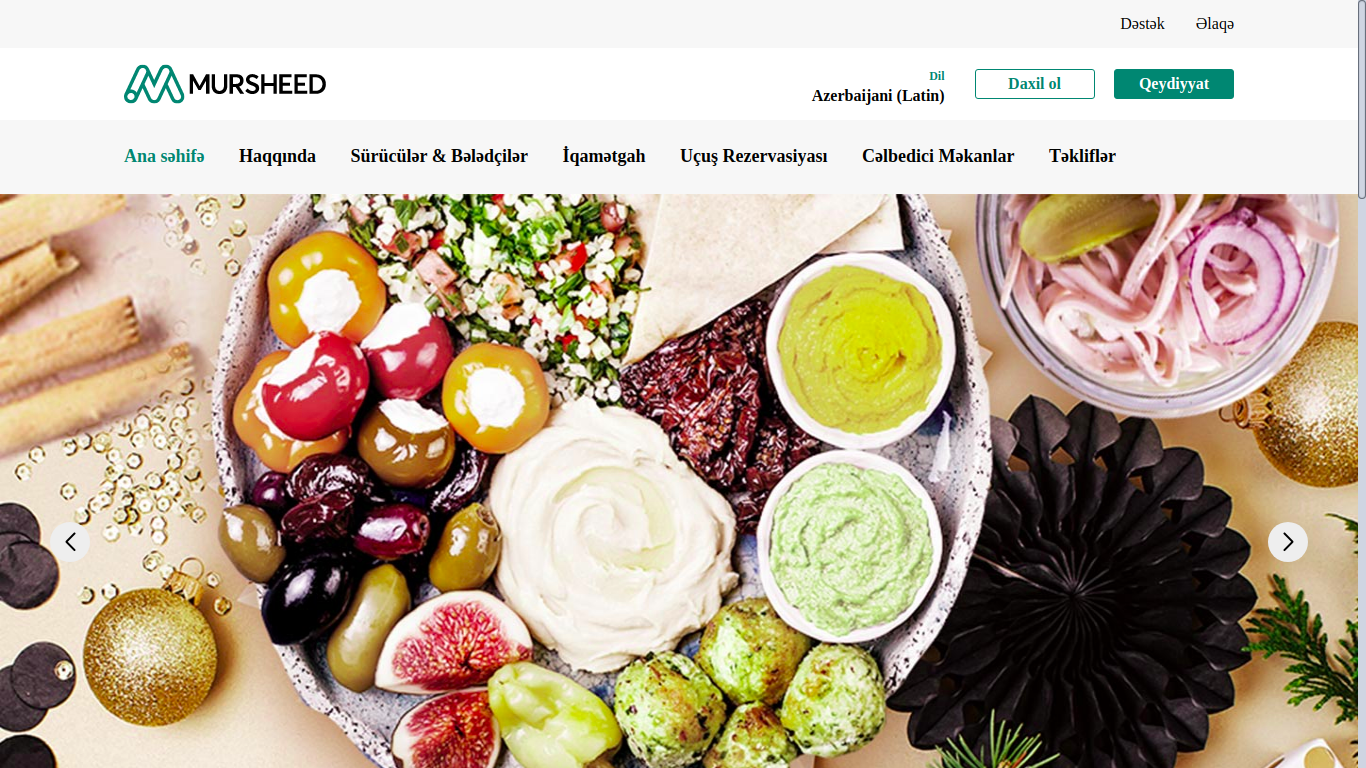 Dəstək Əlaqə
MURSHEED
Dil
Azerbaijani (Latin)
Daxil ol
Qeydiyyat
Ana səhifə Haqqında Sürücülər & Bələdçilər İqamətgah Uçuş Rezervasiyası Cəlbedici Məkanlar Təkliflər